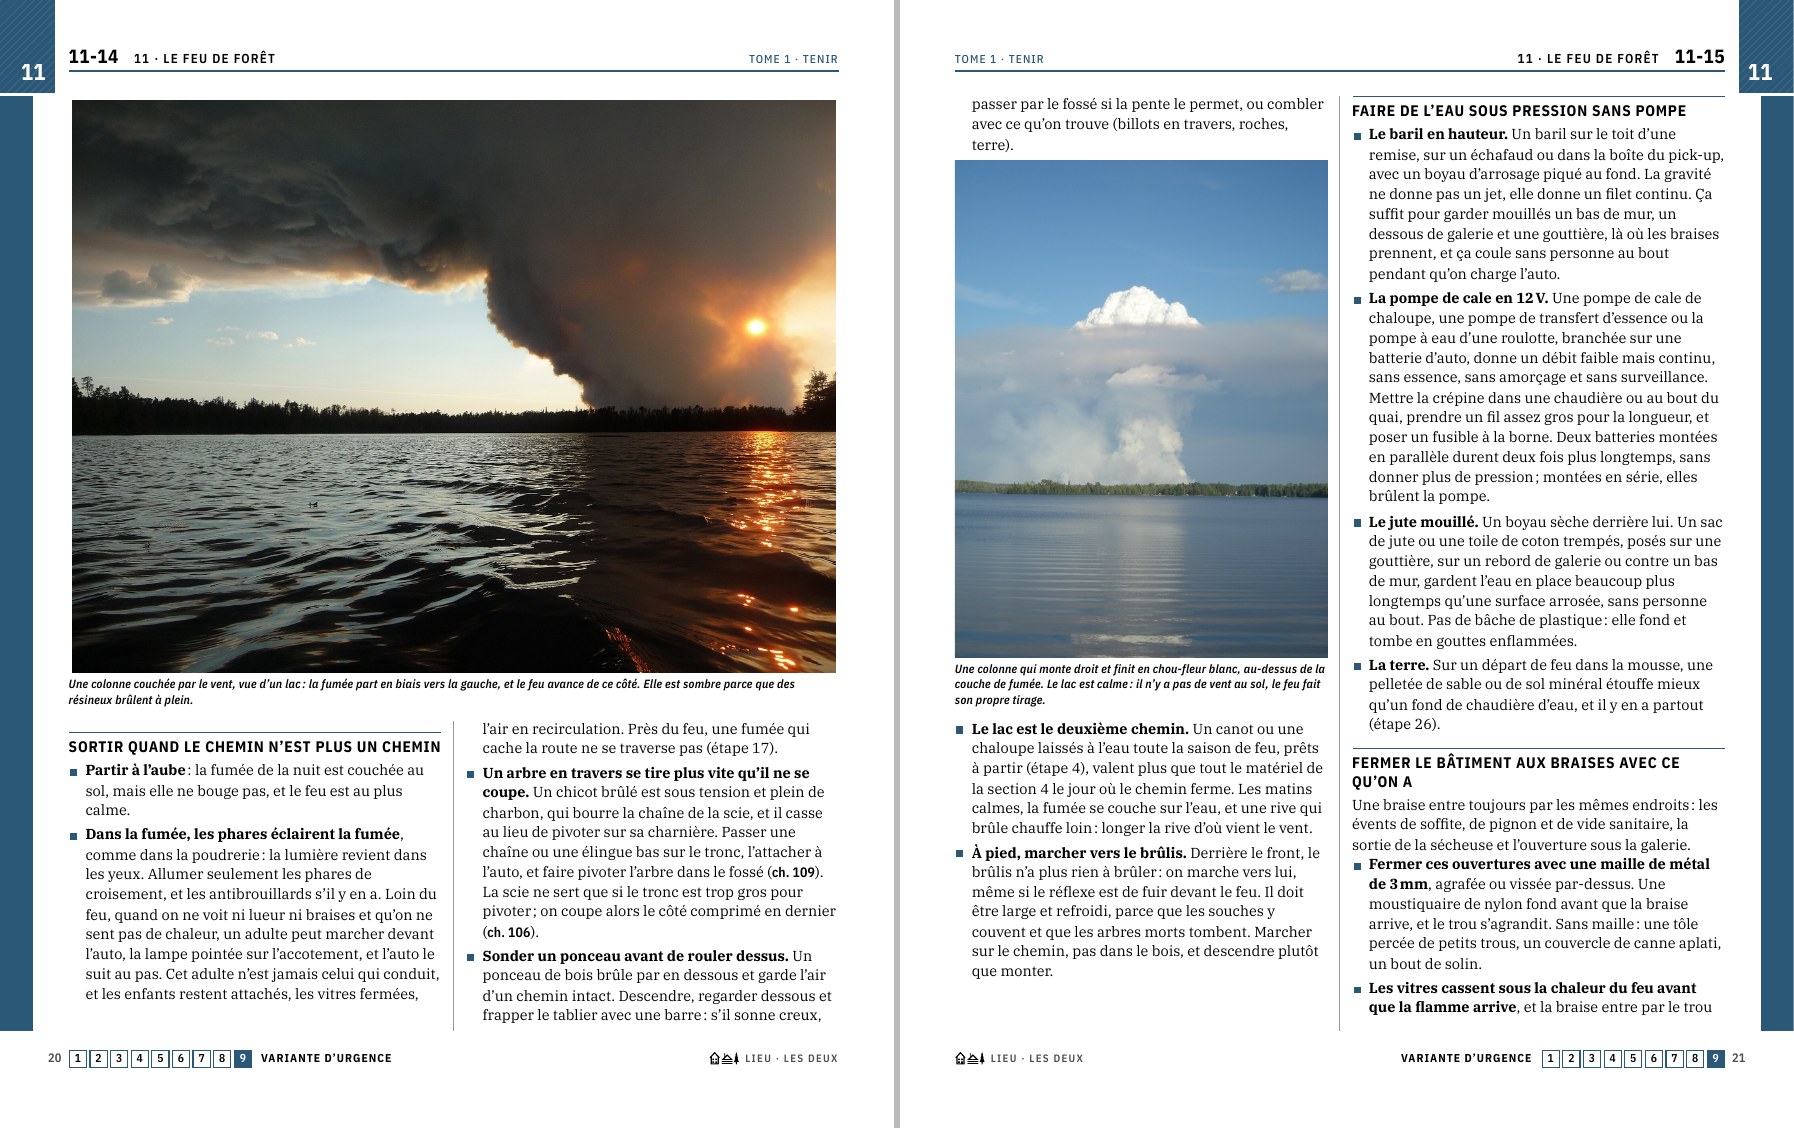 11
11-14 11 · LE FEU DE FORÊT
TOME 1 · TENIR
Une colonne couchée par le vent, vue d’un lac : la fumée part en biais vers la gauche, et le feu avance de ce côté. Elle est sombre parce que des
résineux brûlent à plein.
SORTIR QUAND LE CHEMIN N’EST PLUS UN CHEMIN
Partir à l’aube : la fumée de la nuit est couchée au
sol, mais elle ne bouge pas, et le feu est au plus
calme.
Dans la fumée, les phares éclairent la fumée,
comme dans la poudrerie : la lumière revient dans
les yeux. Allumer seulement les phares de
croisement, et les antibrouillards s’il y en a. Loin du
feu, quand on ne voit ni lueur ni braises et qu’on ne
sent pas de chaleur, un adulte peut marcher devant
l’auto, la lampe pointée sur l’accotement, et l’auto le
suit au pas. Cet adulte n’est jamais celui qui conduit,
et les enfants restent attachés, les vitres fermées,
l’air en recirculation. Près du feu, une fumée qui
cache la route ne se traverse pas (étape 17).
Un arbre en travers se tire plus vite qu’il ne se
coupe. Un chicot brûlé est sous tension et plein de
charbon, qui bourre la chaîne de la scie, et il casse
au lieu de pivoter sur sa charnière. Passer une
chaîne ou une élingue bas sur le tronc, l’attacher à
l’auto, et faire pivoter l’arbre dans le fossé (ch. 109).
La scie ne sert que si le tronc est trop gros pour
pivoter ; on coupe alors le côté comprimé en dernier
(ch. 106).
Sonder un ponceau avant de rouler dessus. Un
ponceau de bois brûle par en dessous et garde l’air
d’un chemin intact. Descendre, regarder dessous et
frapper le tablier avec une barre : s’il sonne creux,
20 1 2 3 4 5 6 7 8 9 VARIANTE D’URGENCE
LIEU · LES DEUX
TOME 1 · TENIR
11 · LE FEU DE FORÊT 11-15
11
passer par le fossé si la pente le permet, ou combler
avec ce qu’on trouve (billots en travers, roches,
terre).
Une colonne qui monte droit et finit en chou-fleur blanc, au-dessus de la
couche de fumée. Le lac est calme : il n’y a pas de vent au sol, le feu fait
son propre tirage.
Le lac est le deuxième chemin. Un canot ou une
chaloupe laissés à l’eau toute la saison de feu, prêts
à partir (étape 4), valent plus que tout le matériel de
la section 4 le jour où le chemin ferme. Les matins
calmes, la fumée se couche sur l’eau, et une rive qui
brûle chauffe loin : longer la rive d’où vient le vent.
À pied, marcher vers le brûlis. Derrière le front, le
brûlis n’a plus rien à brûler : on marche vers lui,
même si le réflexe est de fuir devant le feu. Il doit
être large et refroidi, parce que les souches y
couvent et que les arbres morts tombent. Marcher
sur le chemin, pas dans le bois, et descendre plutôt
que monter.
FAIRE DE L’EAU SOUS PRESSION SANS POMPE
Le baril en hauteur. Un baril sur le toit d’une
remise, sur un échafaud ou dans la boîte du pick-up,
avec un boyau d’arrosage piqué au fond. La gravité
ne donne pas un jet, elle donne un filet continu. Ça
suffit pour garder mouillés un bas de mur, un
dessous de galerie et une gouttière, là où les braises
prennent, et ça coule sans personne au bout
pendant qu’on charge l’auto.
La pompe de cale en 12 V. Une pompe de cale de
chaloupe, une pompe de transfert d’essence ou la
pompe à eau d’une roulotte, branchée sur une
batterie d’auto, donne un débit faible mais continu,
sans essence, sans amorçage et sans surveillance.
Mettre la crépine dans une chaudière ou au bout du
quai, prendre un fil assez gros pour la longueur, et
poser un fusible à la borne. Deux batteries montées
en parallèle durent deux fois plus longtemps, sans
donner plus de pression ; montées en série, elles
brûlent la pompe.
Le jute mouillé. Un boyau sèche derrière lui. Un sac
de jute ou une toile de coton trempés, posés sur une
gouttière, sur un rebord de galerie ou contre un bas
de mur, gardent l’eau en place beaucoup plus
longtemps qu’une surface arrosée, sans personne
au bout. Pas de bâche de plastique : elle fond et
tombe en gouttes enflammées.
La terre. Sur un départ de feu dans la mousse, une
pelletée de sable ou de sol minéral étouffe mieux
qu’un fond de chaudière d’eau, et il y en a partout
(étape 26).
FERMER LE BÂTIMENT AUX BRAISES AVEC CE
QU’ON A
Une braise entre toujours par les mêmes endroits : les
évents de soffite, de pignon et de vide sanitaire, la
sortie de la sécheuse et l’ouverture sous la galerie.
Fermer ces ouvertures avec une maille de métal
de 3 mm, agrafée ou vissée par-dessus. Une
moustiquaire de nylon fond avant que la braise
arrive, et le trou s’agrandit. Sans maille : une tôle
percée de petits trous, un couvercle de canne aplati,
un bout de solin.
Les vitres cassent sous la chaleur du feu avant
que la flamme arrive, et la braise entre par le trou
LIEU · LES DEUX
VARIANTE D’URGENCE 1 2 3 4 5 6 7 8 9 21